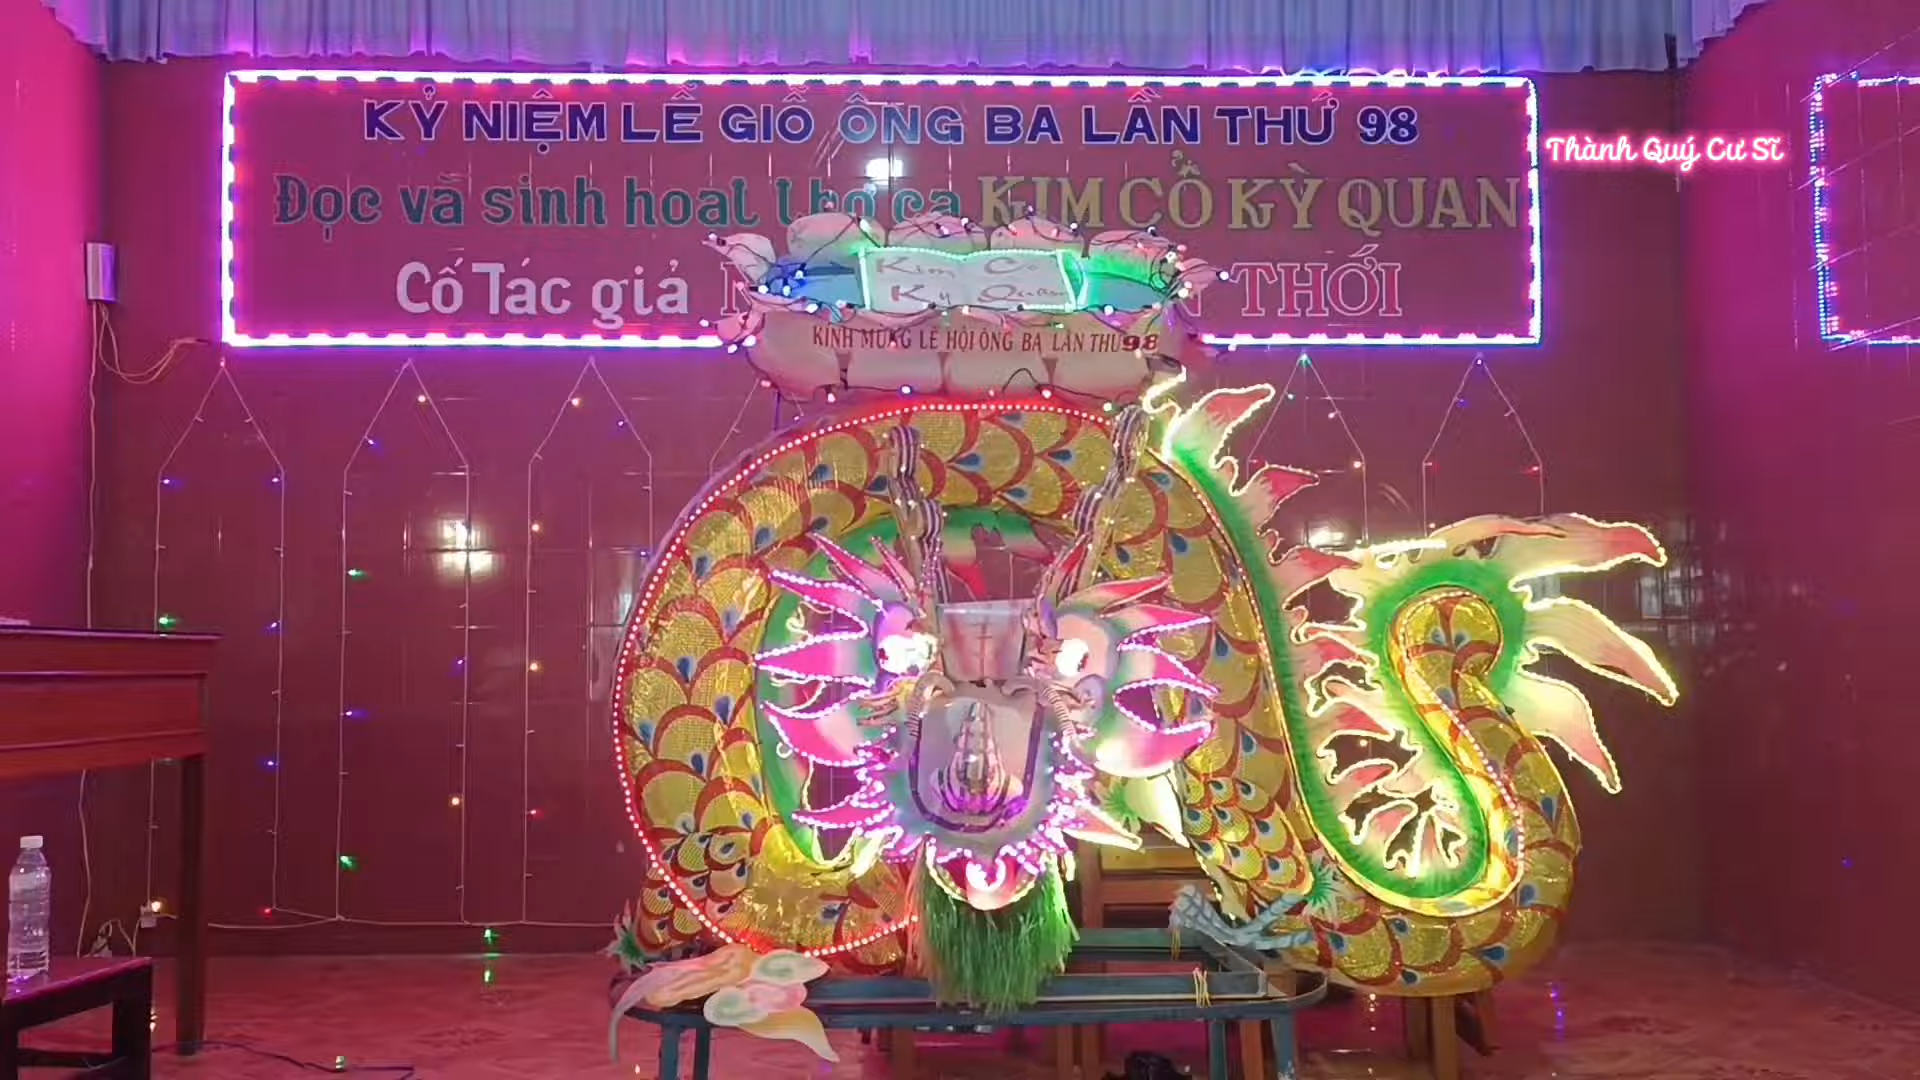 KỶ NIỆM LỄ GIỖ ÔNG BA LẦN THỨ 98
Thành Quý Cư Sĩ
Đọc và sinh hoạt thơ ca KIM CỔ KỲ QUAN
Cố Tác giả THỚI
Kim Cổ
Kỳ Quan
KÍNH MỪNG LỄ HỘI ÔNG BA LẦN THỨ 98